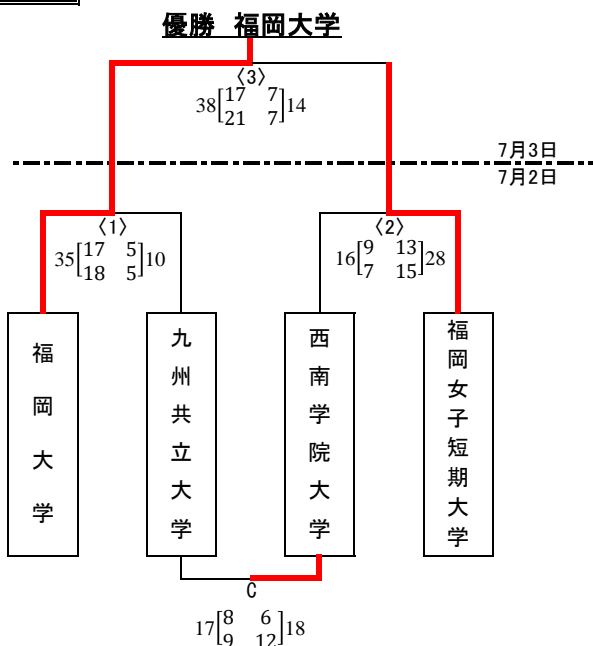 優勝 福岡大学
〈3〉
38[17 7]14
[21 7]
7月3日
7月2日
〈1〉
35[17 5]10
[18 5]
〈2〉
16[9 13]28
[7 15]
福岡大学
九州共立大学
西南学院大学
福岡女子短期大学
C
17[8 6]18
[9 12]